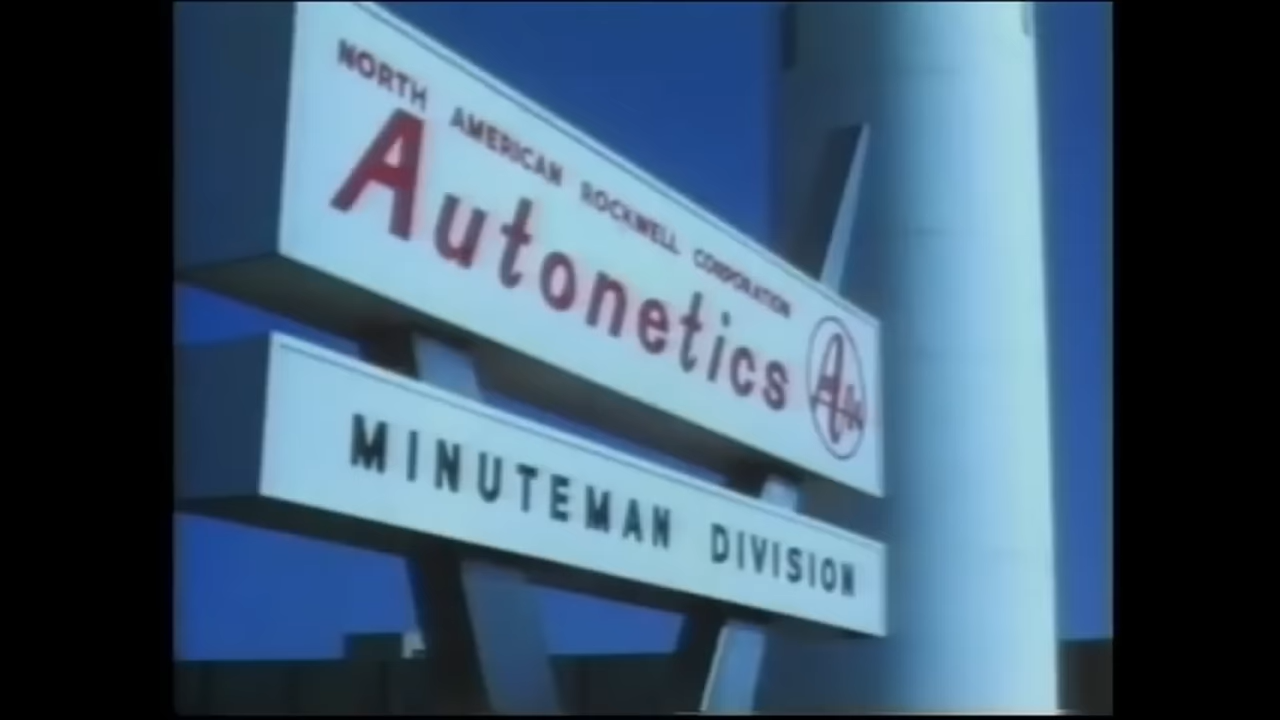 NORTH AMERICAN ROCKWELL CORPORATION
Autonetics
MINUTEMAN DIVISION